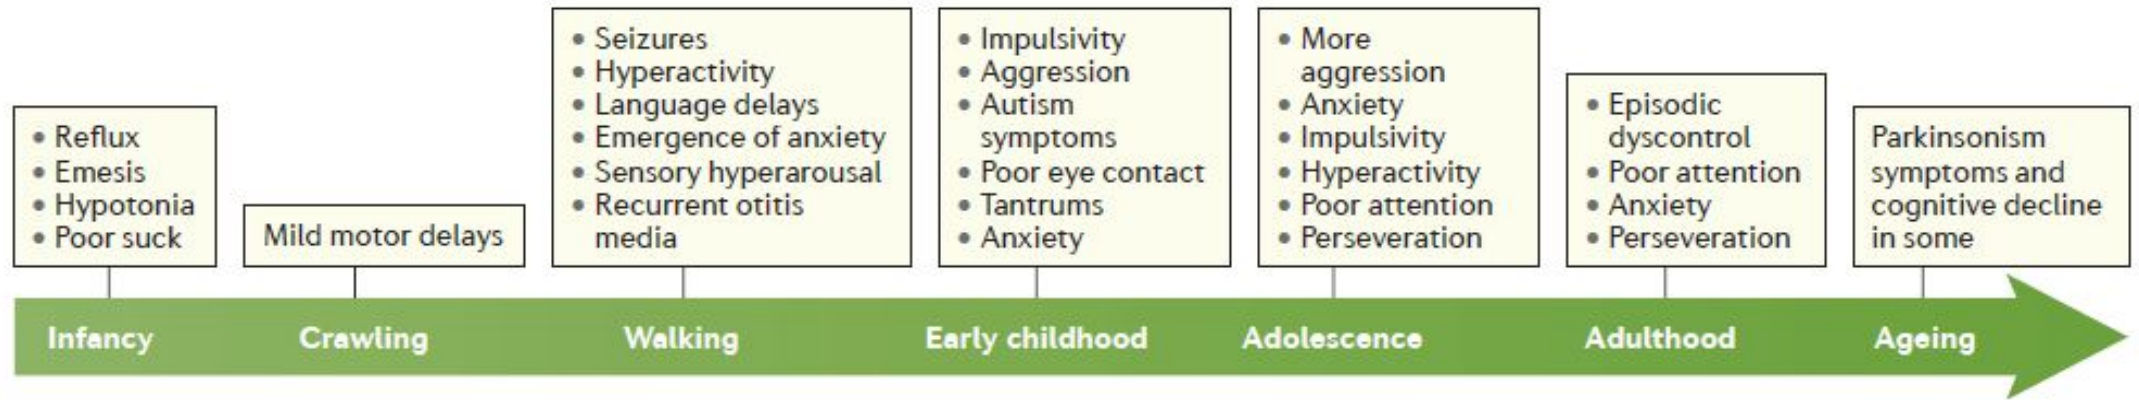 • Reflux
• Emesis
• Hypotonia
• Poor suck
Mild motor delays
• Seizures
• Hyperactivity
• Language delays
• Emergence of anxiety
• Sensory hyperarousal
• Recurrent otitis
media
• Impulsivity
• Aggression
• Autism
symptoms
• Poor eye contact
• Tantrums
• Anxiety
• More
aggression
• Anxiety
• Impulsivity
• Hyperactivity
• Poor attention
• Perseveration
• Episodic
dyscontrol
• Poor attention
• Anxiety
• Perseveration
Parkinsonism
symptoms and
cognitive decline
in some
Infancy
Crawling
Walking
Early childhood
Adolescence
Adulthood
Ageing